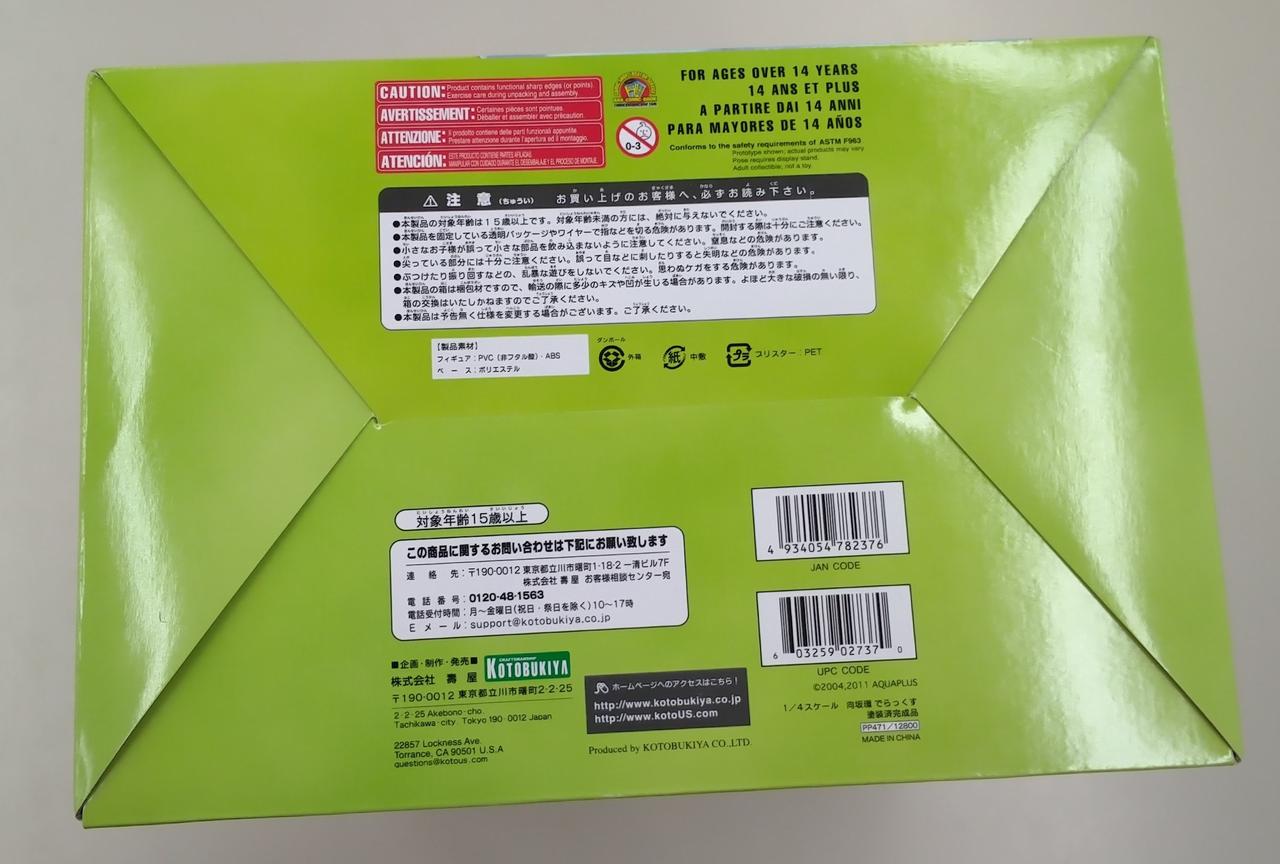 CAUTION: Product contains functional sharp edges (or points).
Exercise care during unpacking and assembly.
AVERTISSEMENT: Certaines pièces sont pointues.
Déballer et assembler avec précaution.
ATTENZIONE: Il prodotto contiene delle parti funzionali appuntite.
Prestare attenzione durante l'apertura ed il montaggio.
ATENCIÓN: ESTE PRODUCTO CONTIENE PARTES AFILADAS.
MANIPULAR CON CUIDADO DURANTE EL DESEMBALAJE Y EL PROCESO DE MONTAJE.
0-3
FOR AGES OVER 14 YEARS
14 ANS ET PLUS
A PARTIRE DAI 14 ANNI
PARA MAYORES DE 14 AÑOS
Conforms to the safety requirements of ASTM F963
Prototype shown; actual products may vary
Pose requires display stand.
Adult collectible; not a toy.
注意(ちゅうい) お買い上げのお客様へ、必ずお読み下さい。
●本製品の対象年齢は15歳以上です。対象年齢未満の方には、絶対に与えないでください。
●本製品を固定している透明パッケージやワイヤーで指などを切る危険があります。開封する際は十分にご注意ください。
●小さなお子様が誤って小さな部品を飲み込まないように注意してください。窒息などの危険があります。
●尖っている部分には十分ご注意ください。誤って目などに刺したりすると失明などの危険があります。
●ぶつけたり振り回すなどの、乱暴な遊びをしないでください。思わぬケガをする危険があります。
●本製品の箱は梱包材ですので、輸送の際に多少のキズや凹が生じる場合があります。よほど大きな破損の無い限り、
箱の交換はいたしかねますのでご了承ください。
●本製品は予告無く仕様を変更する場合がございます。ご了承ください。
【製品素材】
フィギュア：PVC（非フタル酸）・ABS
ベース：ポリエステル
ダンボール
外箱
紙
中敷
プラ
ブリスター：PET
対象年齢15歳以上
この商品に関するお問い合わせは下記にお願い致します
連絡先：〒190-0012 東京都立川市曙町1-18-2 一清ビル7F
株式会社 壽屋 お客様相談センター宛
電話番号：0120-48-1563
電話受付時間：月〜金曜日(祝日・祭日を除く)10〜17時
Eメール：support@kotobukiya.co.jp
■企画・制作・発売■
CRAFTSMANSHIP
KOTOBUKIYA
株式会社 壽屋
〒190-0012 東京都立川市曙町2-2-25
2-2-25 Akebono-cho,
Tachikawa-city, Tokyo 190-0012 Japan
22857 Lockness Ave.
Torrance, CA 90501 U.S.A
questions@kotous.com
ホームページへのアクセスはこちら！
http://www.kotobukiya.co.jp
http://www.kotoUS.com
Produced by KOTOBUKIYA CO.,LTD.
4 934054 782376
JAN CODE
6 03259 02737 0
UPC CODE
©2004,2011 AQUAPLUS
1/4スケール 向坂環 でらっくす
塗装済完成品
PP471/12800
MADE IN CHINA